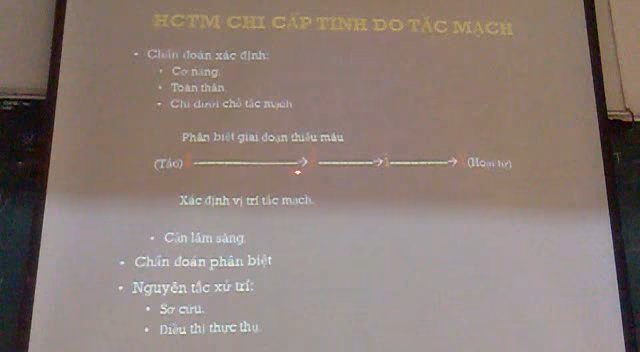 HCTM CHI CẤP TÍNH DO TẮC MẠCH
• Chẩn đoán xác định:
• Cơ năng.
• Toàn thân.
• Chi dưới chỗ tắc mạch
Phân biệt giai đoạn thiếu máu
(Tắc) (Hoại tử)
Xác định vị trí tắc mạch.
• Cận lâm sàng.
• Chẩn đoán phân biệt
• Nguyên tắc xử trí:
• Sơ cứu.
• Điều thị thực thụ.